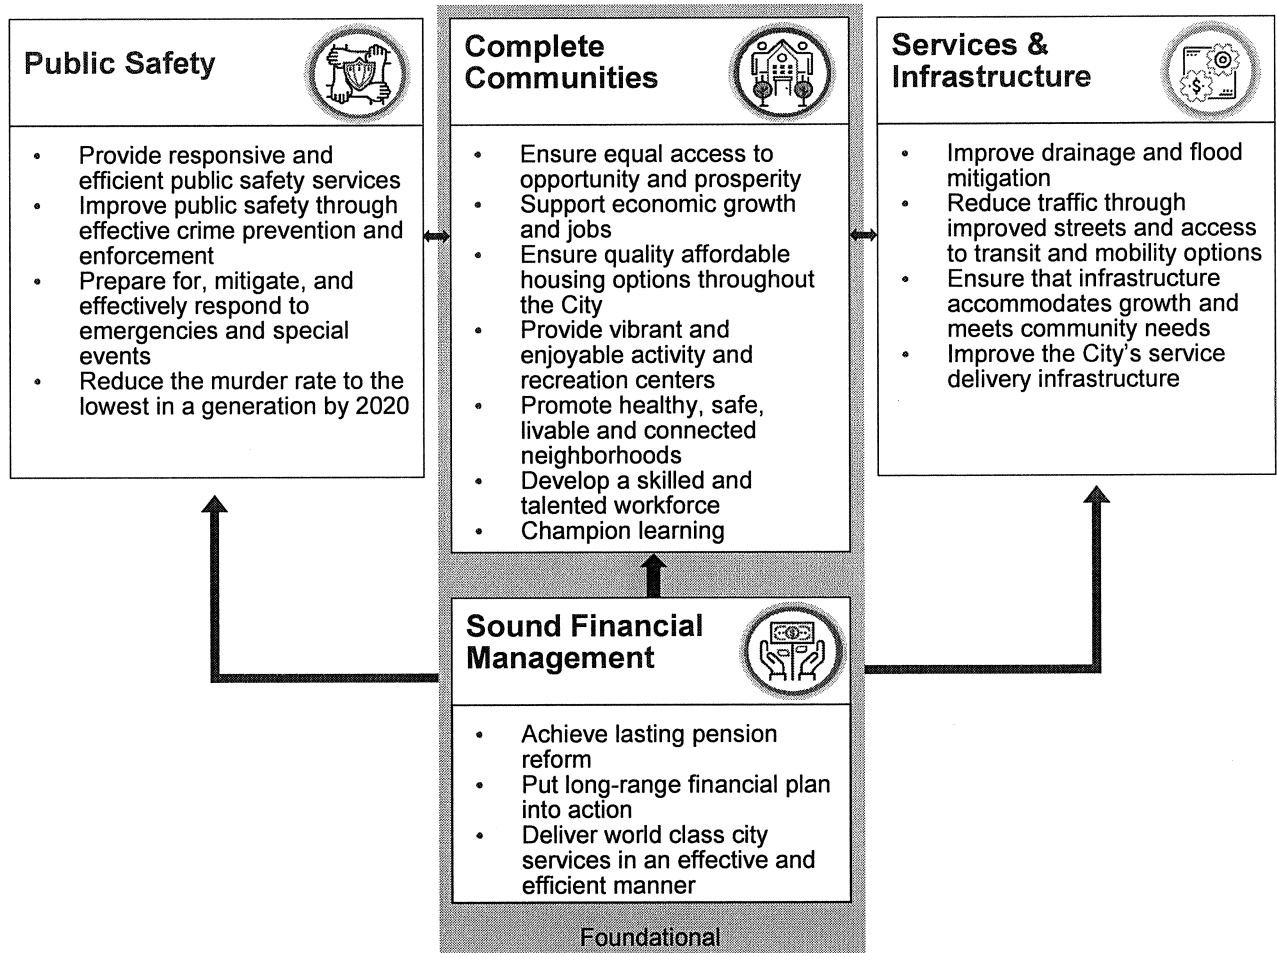 Public Safety
• Provide responsive and
efficient public safety services
• Improve public safety through
effective crime prevention and
enforcement
• Prepare for, mitigate, and
effectively respond to
emergencies and special
events
• Reduce the murder rate to the
lowest in a generation by 2020
Complete
Communities
• Ensure equal access to
opportunity and prosperity
• Support economic growth
and jobs
• Ensure quality affordable
housing options throughout
the City
• Provide vibrant and
enjoyable activity and
recreation centers
• Promote healthy, safe,
livable and connected
neighborhoods
• Develop a skilled and
talented workforce
• Champion learning
Services &
Infrastructure
$
• Improve drainage and flood
mitigation
• Reduce traffic through
improved streets and access
to transit and mobility options
• Ensure that infrastructure
accommodates growth and
meets community needs
• Improve the City's service
delivery infrastructure
Sound Financial
Management
$
• Achieve lasting pension
reform
• Put long-range financial plan
into action
• Deliver world class city
services in an effective and
efficient manner
Foundational